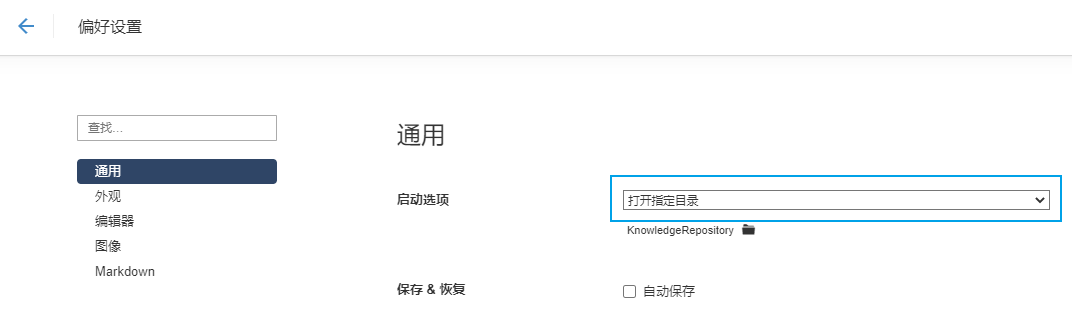 偏好设置
查找...
通用
外观
编辑器
图像
Markdown
通用
启动选项
打开指定目录
KnowledgeRepository
保存 & 恢复
自动保存